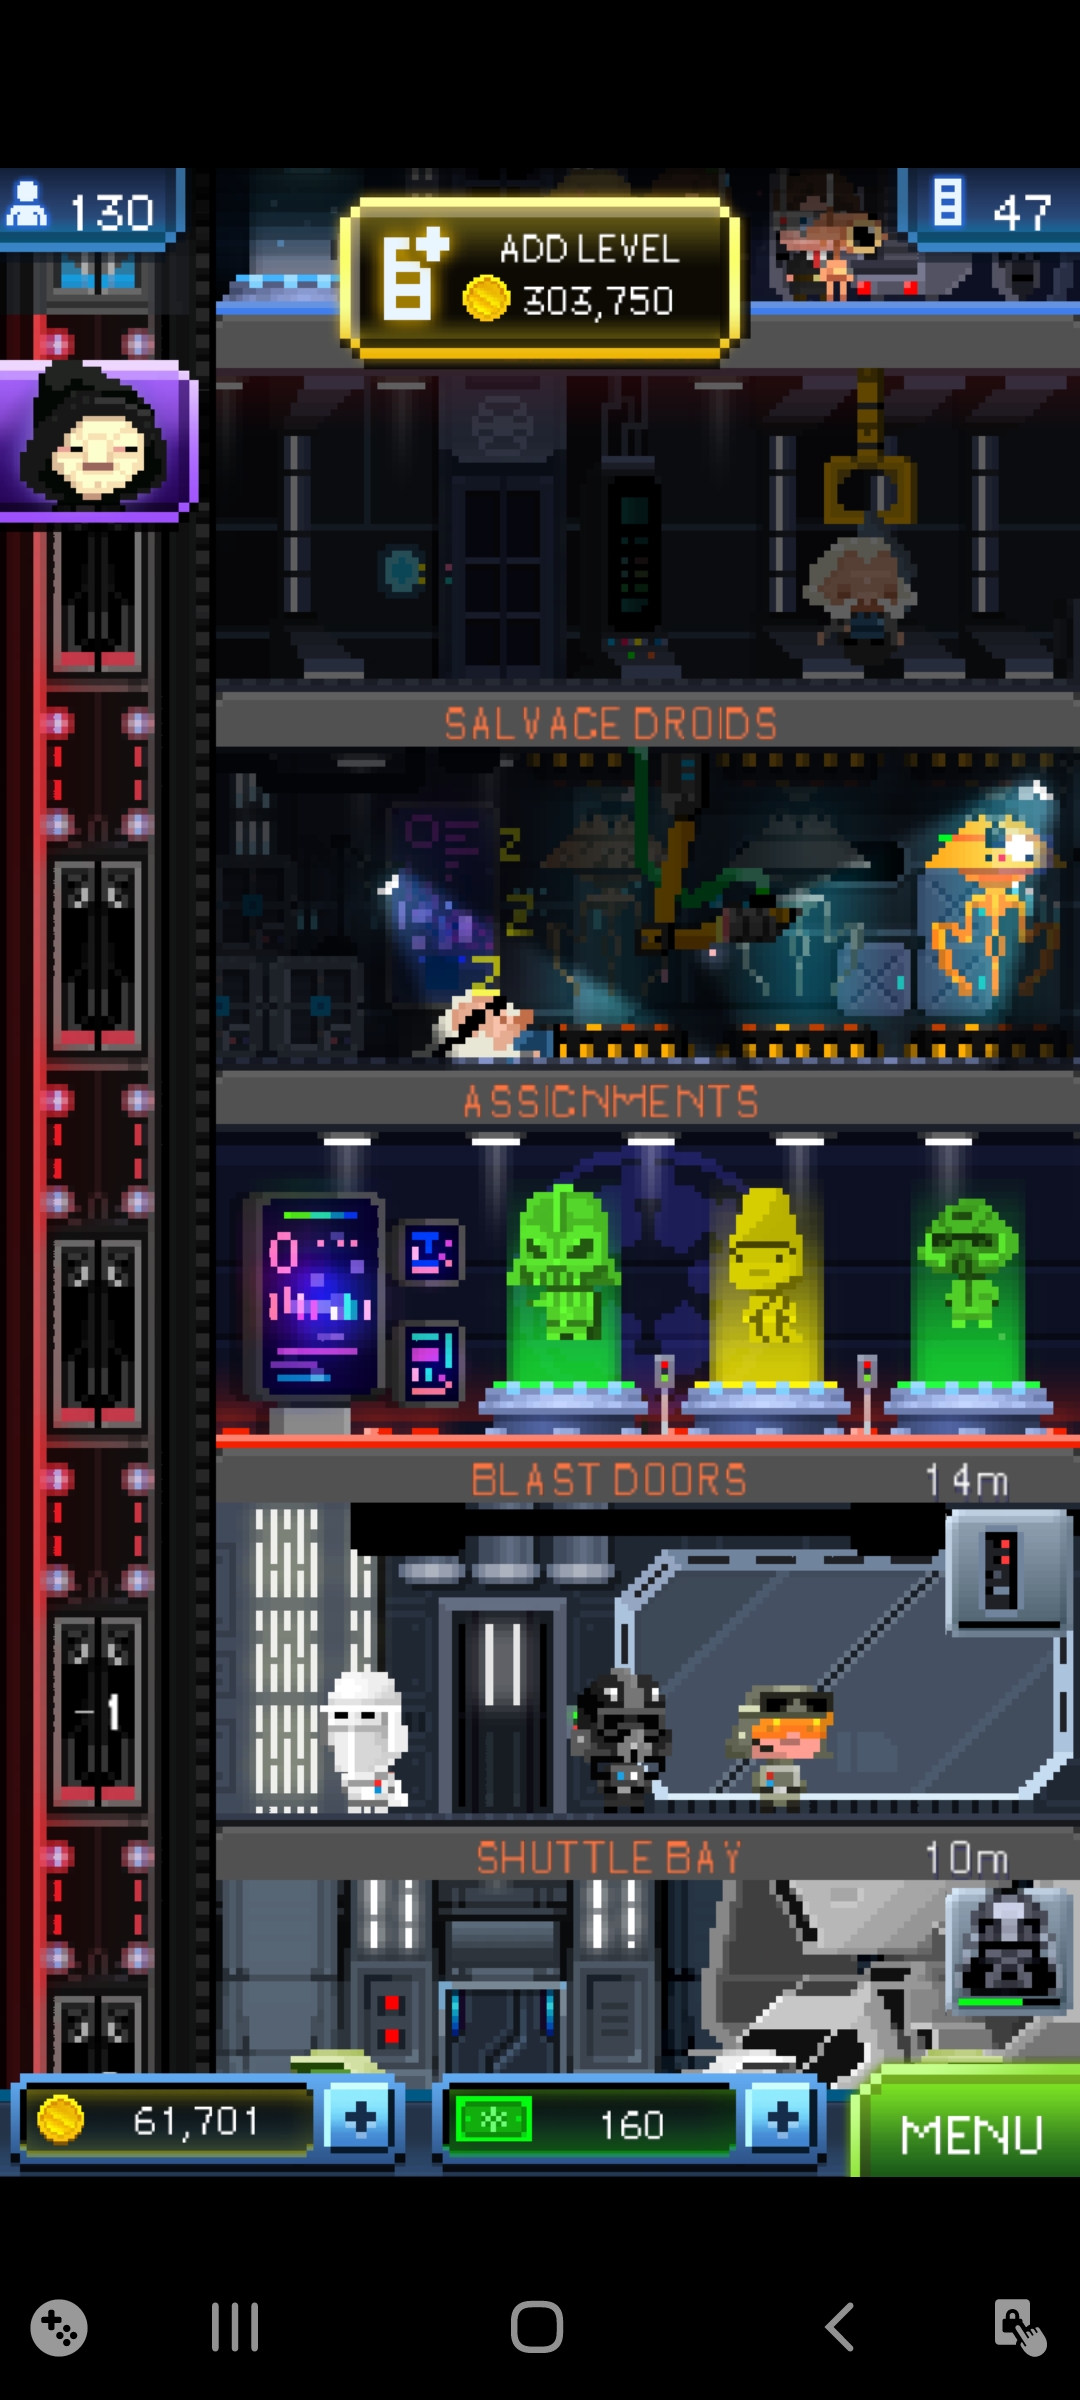 130
47
ADD LEVEL
303,750
SALVAGE DROIDS
Z
Z
Z
ASSIGNMENTS
BLAST DOORS 14m
-1
SHUTTLE BAY 10m
61,701 +
160 +
MENU